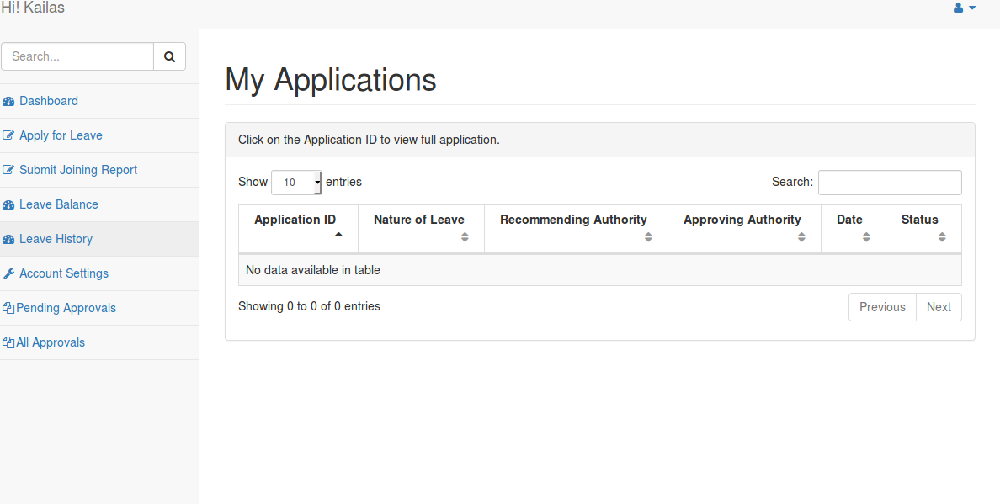 Hi! Kailas
Search...
Dashboard
Apply for Leave
Submit Joining Report
Leave Balance
Leave History
Account Settings
Pending Approvals
All Approvals
My Applications
Click on the Application ID to view full application.
Show 10 entries
Search:
Application ID Nature of Leave Recommending Authority Approving Authority Date Status
No data available in table
Showing 0 to 0 of 0 entries
Previous Next